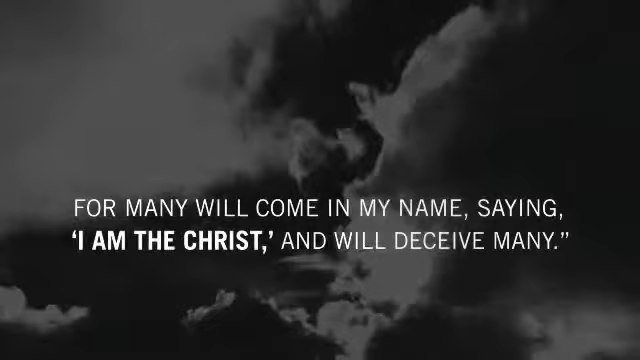 FOR MANY WILL COME IN MY NAME, SAYING,
‘I AM THE CHRIST,’ AND WILL DECEIVE MANY.”